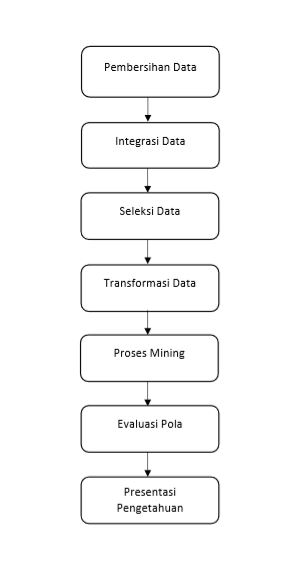 Pembersihan Data
Integrasi Data
Seleksi Data
Transformasi Data
Proses Mining
Evaluasi Pola
Presentasi
Pengetahuan